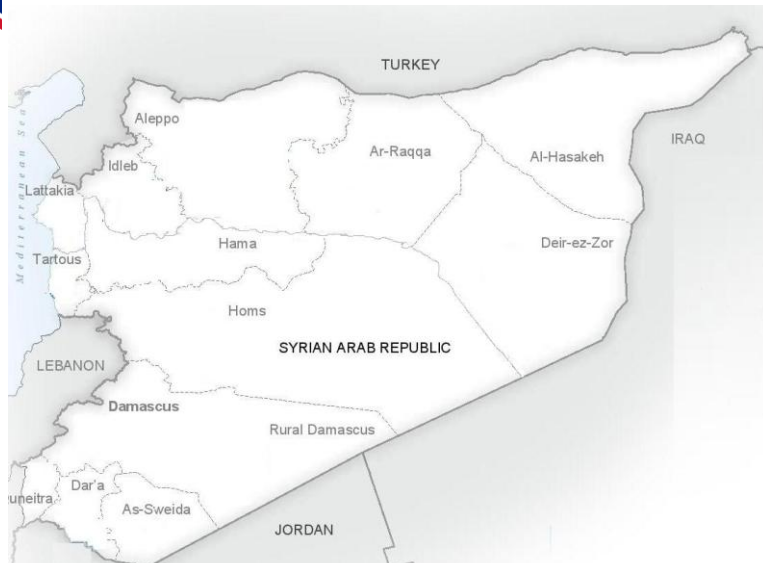 TURKEY
Aleppo
IRAQ
Ar-Raqqa
Al-Hasakeh
Idleb
Lattakia
Mediterranean Sea
Hama
Deir-ez-Zor
Tartous
Homs
SYRIAN ARAB REPUBLIC
LEBANON
Damascus
Rural Damascus
Dar'a
uneitra
As-Sweida
JORDAN